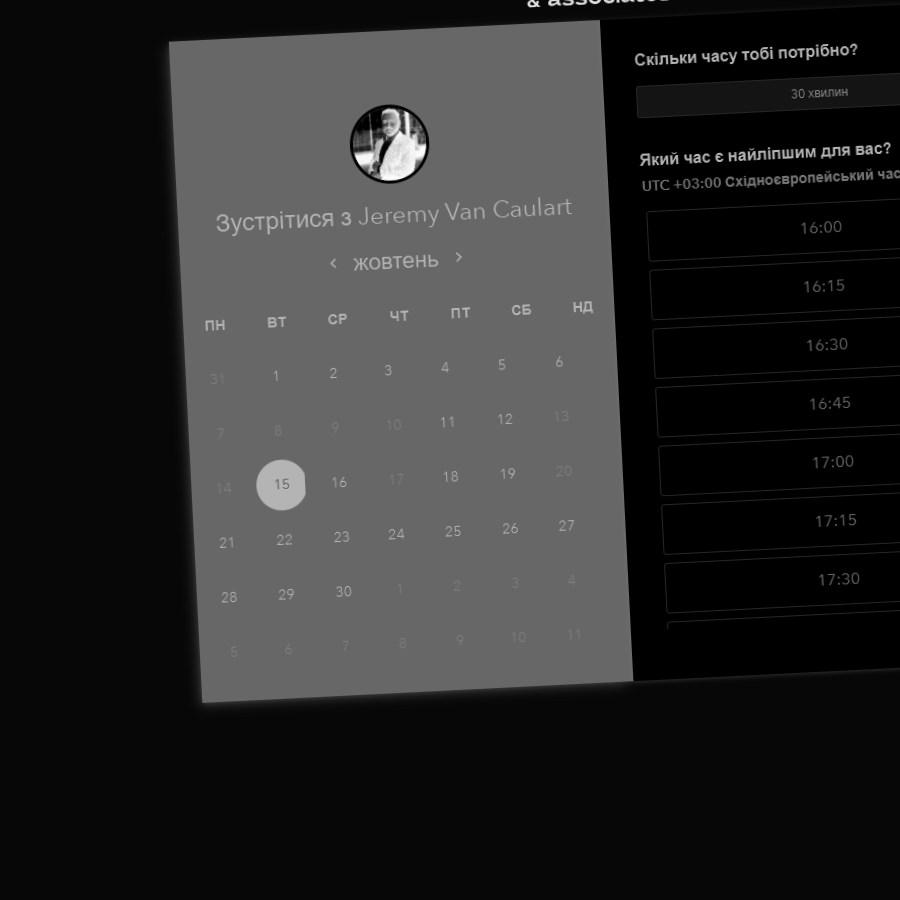 Зустрітися з Jeremy Van Caulart
‹ жовтень ›
ПН ВТ СР ЧТ ПТ СБ НД
31 1 2 3 4 5 6
7 8 9 10 11 12 13
14 15 16 17 18 19 20
21 22 23 24 25 26 27
28 29 30 1 2 3 4
5 6 7 8 9 10 11
Скільки часу тобі потрібно?
30 хвилин
Який час є найліпшим для вас?
UTC +03:00 Східноєвропейський час
16:00
16:15
16:30
16:45
17:00
17:15
17:30